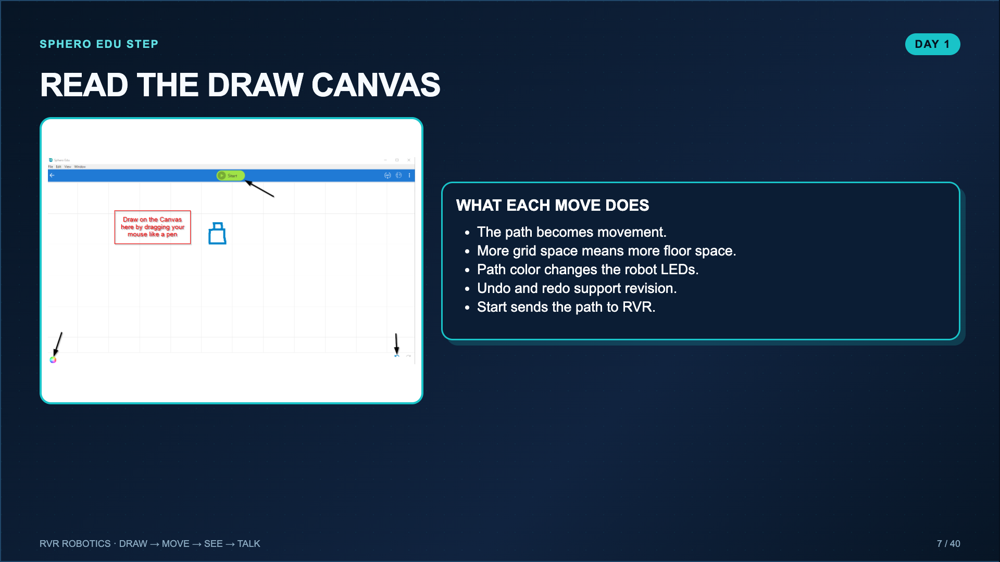 SPHERO EDU STEP
DAY 1
READ THE DRAW CANVAS
Sphero Edu
File Edit View Window
Start
Draw on the Canvas
here by dragging your
mouse like a pen
WHAT EACH MOVE DOES
• The path becomes movement.
• More grid space means more floor space.
• Path color changes the robot LEDs.
• Undo and redo support revision.
• Start sends the path to RVR.
RVR ROBOTICS · DRAW → MOVE → SEE → TALK
7 / 40